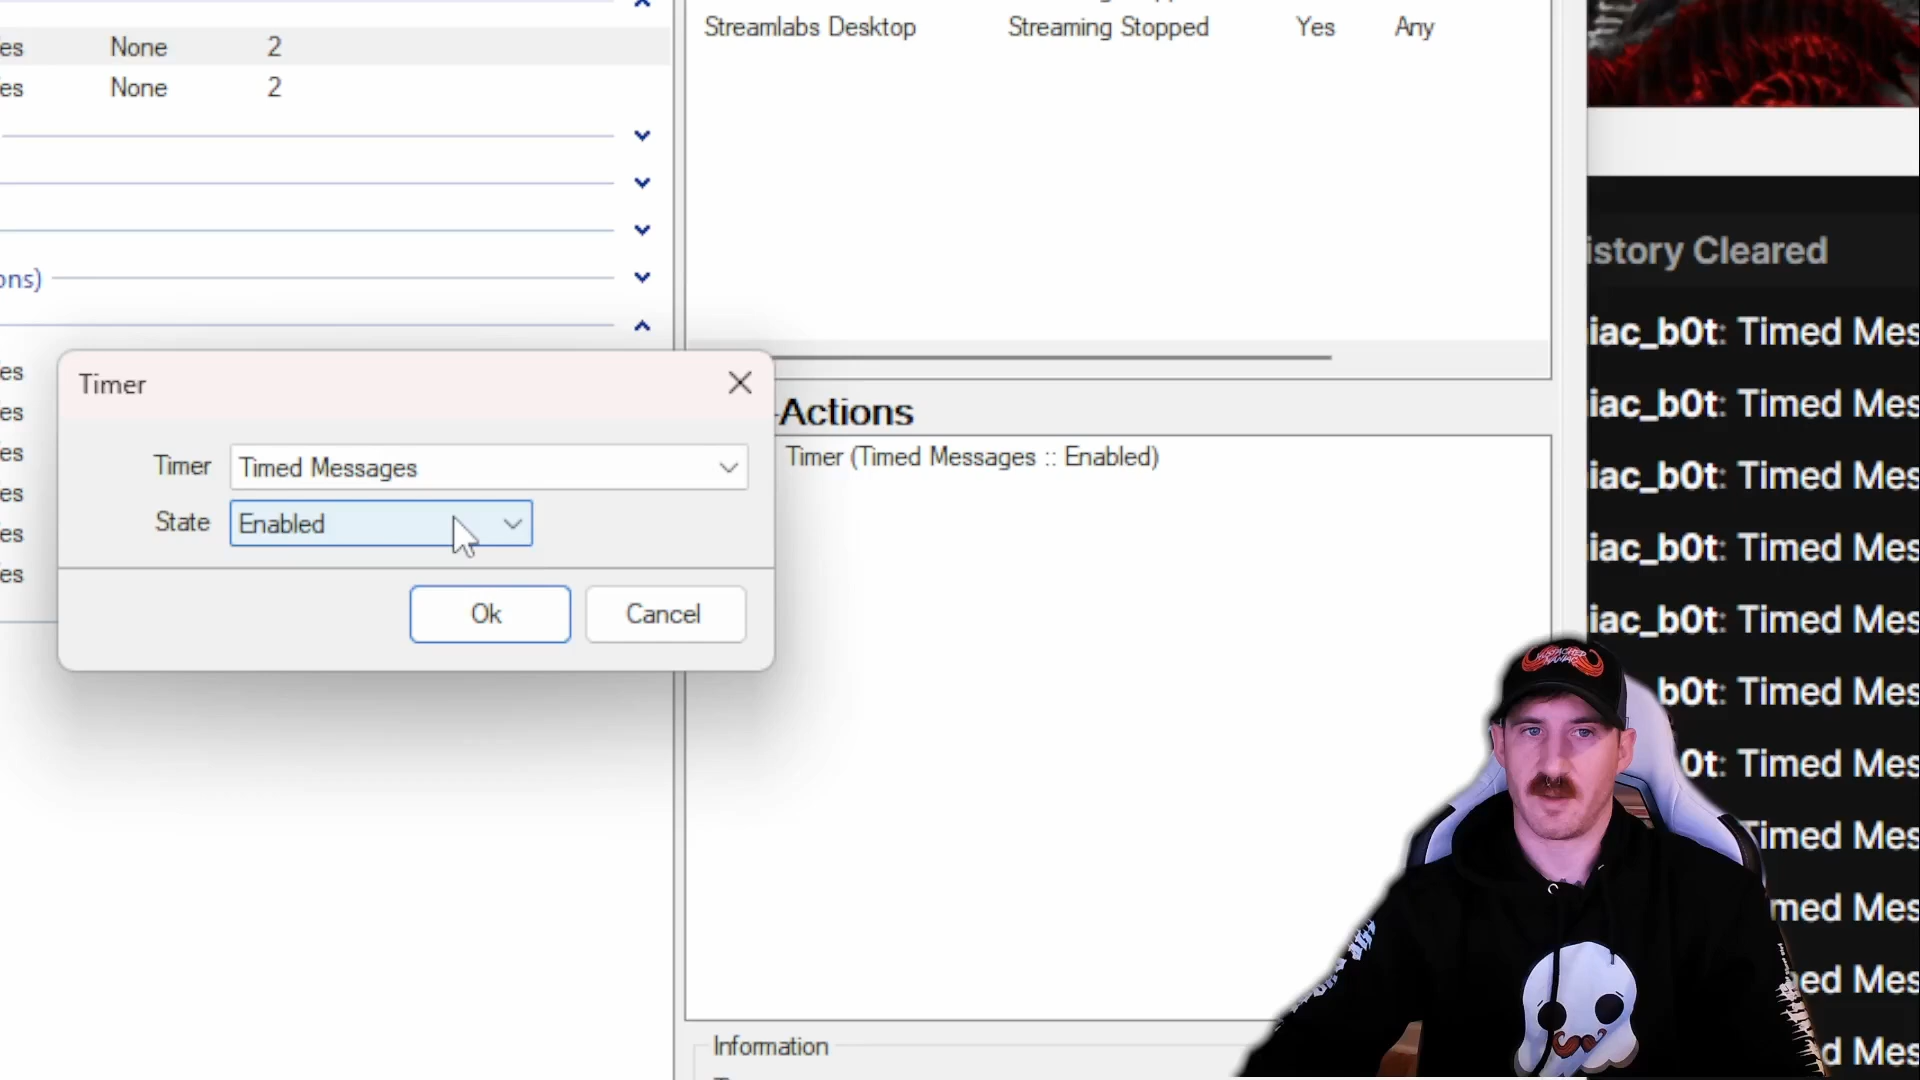 Streamlabs Desktop Streaming Stopped Yes Any
es None 2
es None 2
ons)
es
es
es
es
es
es
Timer
Timer Timed Messages
State Enabled
Ok Cancel
-Actions
Timer (Timed Messages :: Enabled)
Information
istory Cleared
iac_b0t: Timed Mes
iac_b0t: Timed Mes
iac_b0t: Timed Mes
iac_b0t: Timed Mes
iac_b0t: Timed Mes
b0t: Timed Mes
0t: Timed Mes
Timed Mes
med Mes
ed Mes
d Mes
MUSTACHED
MANIAC